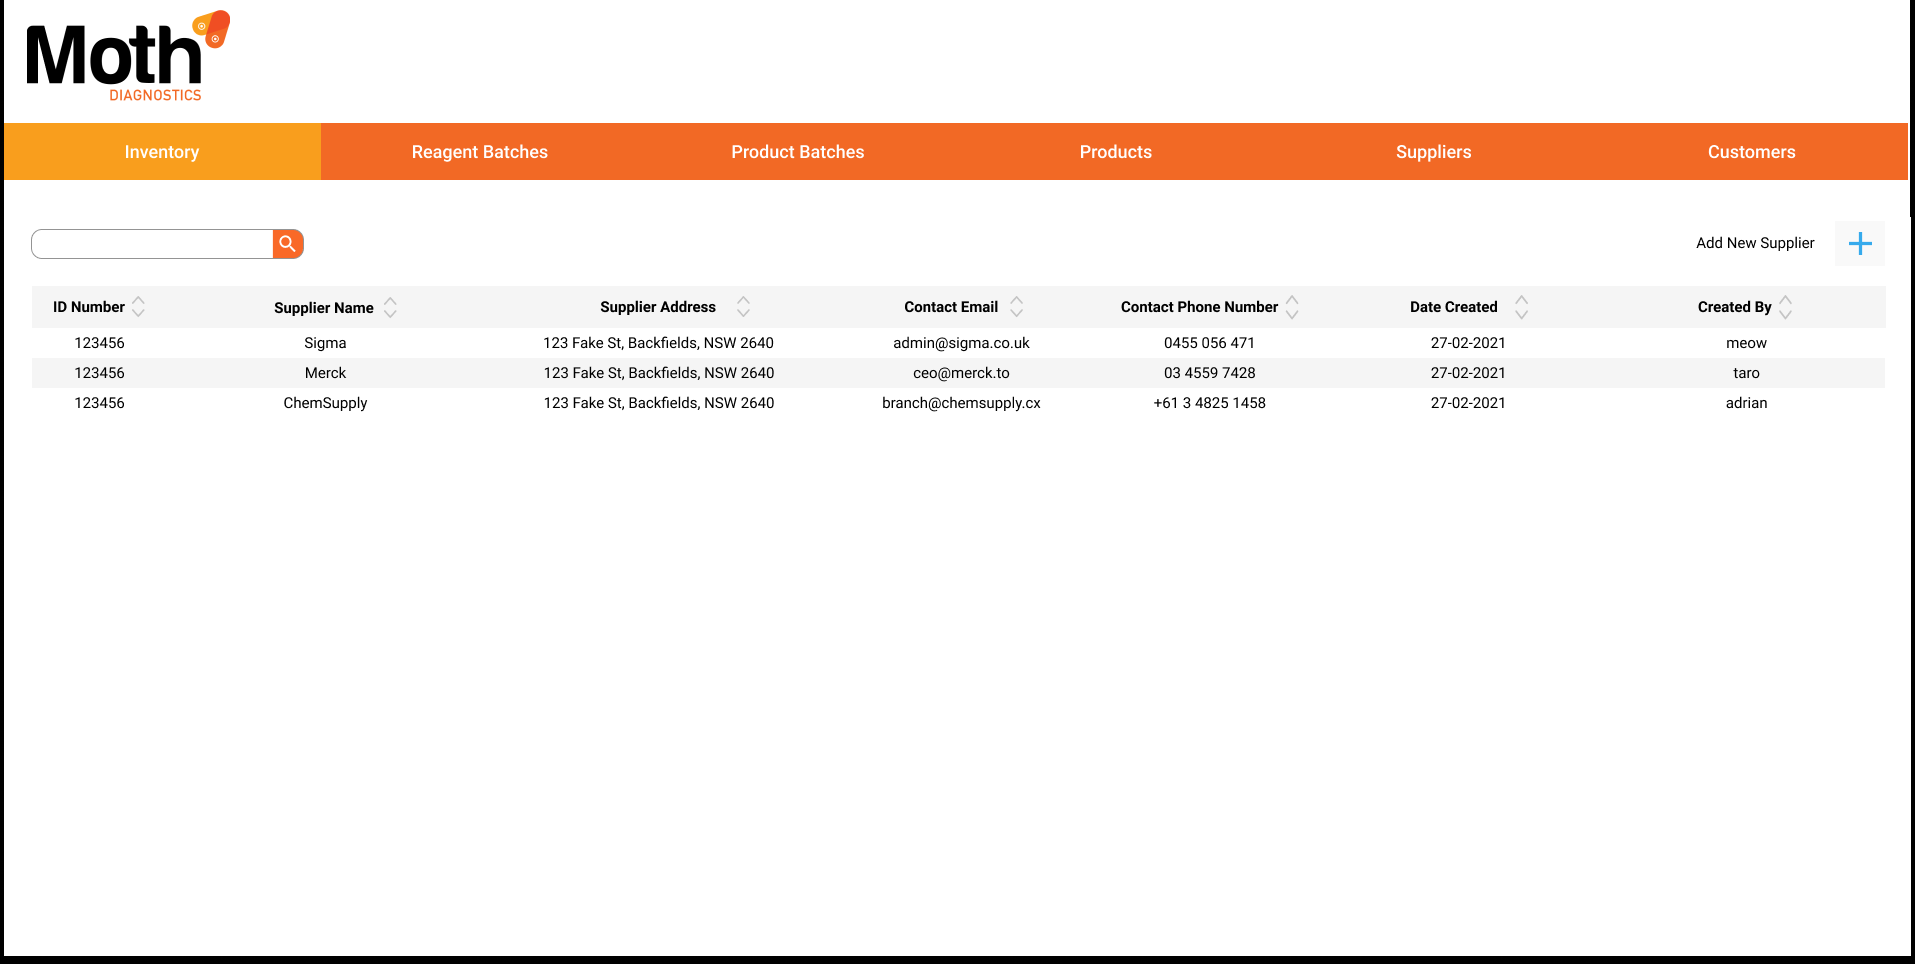 Moth
DIAGNOSTICS
Inventory Reagent Batches Product Batches Products Suppliers Customers
Add New Supplier
ID Number Supplier Name Supplier Address Contact Email Contact Phone Number Date Created Created By
123456 Sigma 123 Fake St, Backfields, NSW 2640 admin@sigma.co.uk 0455 056 471 27-02-2021 meow
123456 Merck 123 Fake St, Backfields, NSW 2640 ceo@merck.to 03 4559 7428 27-02-2021 taro
123456 ChemSupply 123 Fake St, Backfields, NSW 2640 branch@chemsupply.cx +61 3 4825 1458 27-02-2021 adrian